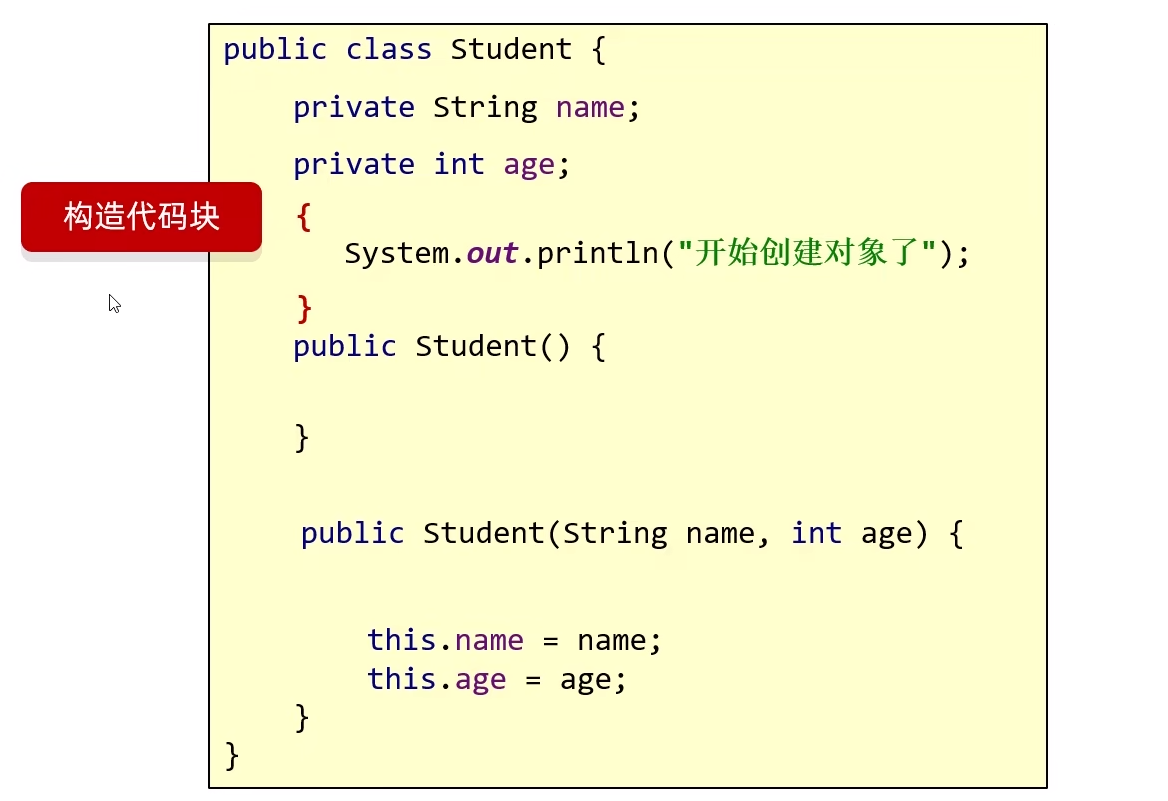 public class Student {
private String name;
private int age;
构造代码块
{
System.out.println("开始创建对象了");
}
public Student() {
}
public Student(String name, int age) {
this.name = name;
this.age = age;
}
}